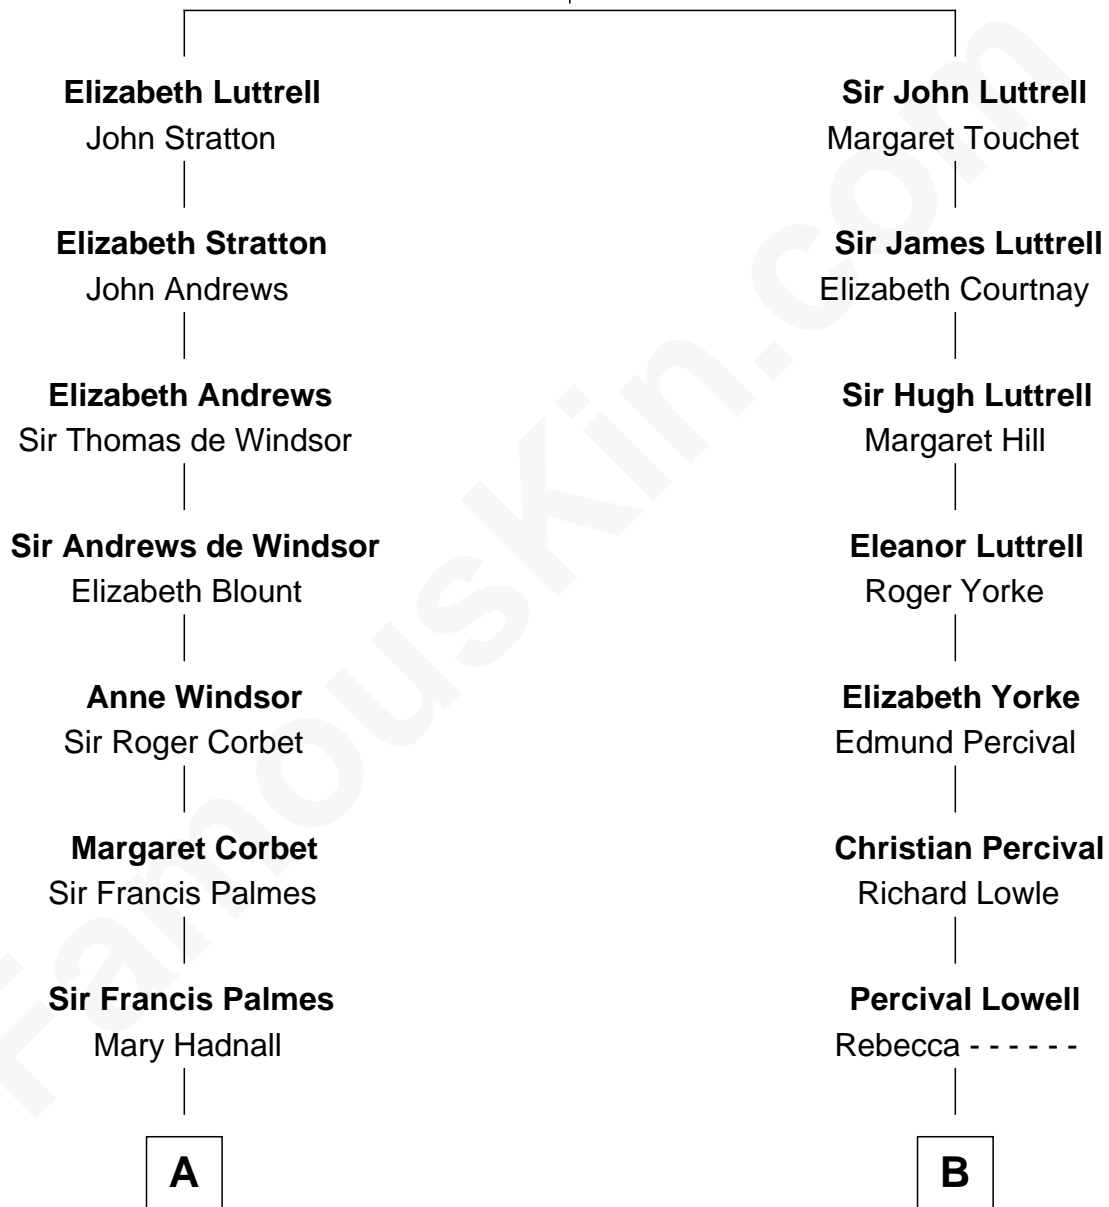 Elizabeth Luttrell
John Stratton
Elizabeth Stratton
John Andrews
Elizabeth Andrews
Sir Thomas de Windsor
Sir Andrews de Windsor
Elizabeth Blount
Anne Windsor
Sir Roger Corbet
Margaret Corbet
Sir Francis Palmes
Sir Francis Palmes
Mary Hadnall
A
Sir John Luttrell
Margaret Touchet
Sir James Luttrell
Elizabeth Courtnay
Sir Hugh Luttrell
Margaret Hill
Eleanor Luttrell
Roger Yorke
Elizabeth Yorke
Edmund Percival
Christian Percival
Richard Lowle
Percival Lowell
Rebecca - - - - - -
B
FamousKin.com